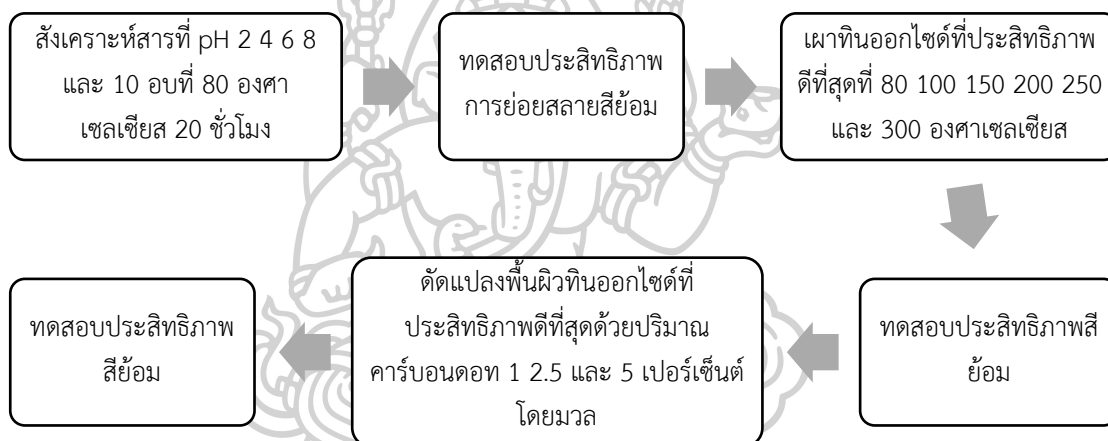 สังเคราะห์สารที่ pH 2 4 6 8
และ 10 อบที่ 80 องศา
เซลเซียส 20 ชั่วโมง
ทดสอบประสิทธิภาพ
การย่อยสลายสีย้อม
เผาทินออกไซด์ที่ประสิทธิภาพ
ดีที่สุดที่ 80 100 150 200 250
และ 300 องศาเซลเซียส
ทดสอบประสิทธิภาพสี
ย้อม
ดัดแปลงพื้นผิวทินออกไซด์ที่
ประสิทธิภาพดีที่สุดด้วยปริมาณ
คาร์บอนดอท 1 2.5 และ 5 เปอร์เซ็นต์
โดยมวล
ทดสอบประสิทธิภาพ
สีย้อม